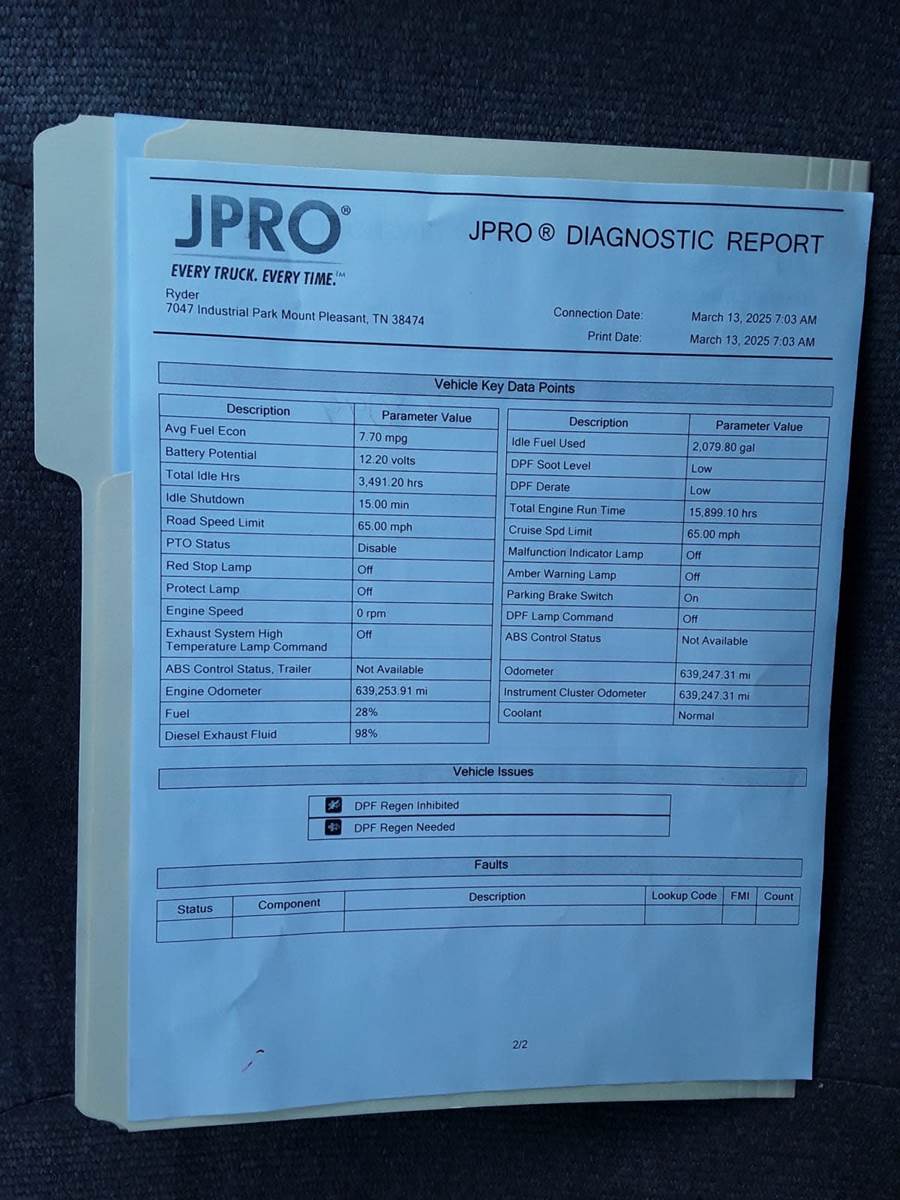 JPRO®
EVERY TRUCK. EVERY TIME.™
JPRO® DIAGNOSTIC REPORT
Ryder
7047 Industrial Park Mount Pleasant, TN 38474
Connection Date: March 13, 2025 7:03 AM
Print Date: March 13, 2025 7:03 AM
Vehicle Key Data Points
Description Parameter Value
Avg Fuel Econ 7.70 mpg
Battery Potential 12.20 volts
Total Idle Hrs 3,491.20 hrs
Idle Shutdown 15.00 min
Road Speed Limit 65.00 mph
PTO Status Disable
Red Stop Lamp Off
Protect Lamp Off
Engine Speed 0 rpm
Exhaust System High Off
Temperature Lamp Command
ABS Control Status, Trailer Not Available
Engine Odometer 639,253.91 mi
Fuel 28%
Diesel Exhaust Fluid 98%
Description Parameter Value
Idle Fuel Used 2,079.80 gal
DPF Soot Level Low
DPF Derate Low
Total Engine Run Time 15,899.10 hrs
Cruise Spd Limit 65.00 mph
Malfunction Indicator Lamp Off
Amber Warning Lamp Off
Parking Brake Switch On
DPF Lamp Command Off
ABS Control Status Not Available
Odometer 639,247.31 mi
Instrument Cluster Odometer 639,247.31 mi
Coolant Normal
Vehicle Issues
DPF Regen Inhibited
DPF Regen Needed
Faults
Status Component Description Lookup Code FMI Count
2/2